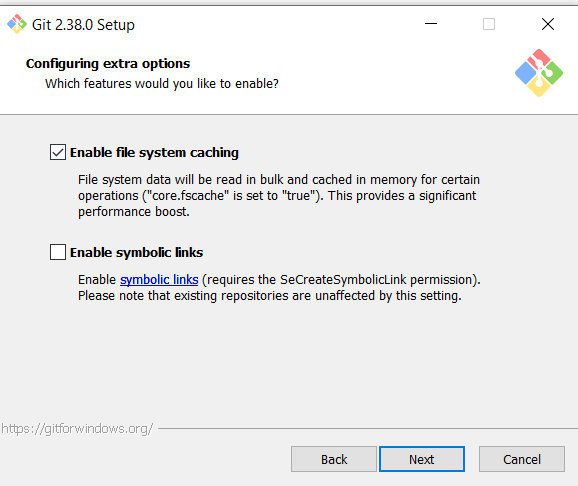 Git 2.38.0 Setup
Configuring extra options
Which features would you like to enable?
Enable file system caching
File system data will be read in bulk and cached in memory for certain
operations ("core.fscache" is set to "true"). This provides a significant
performance boost.
Enable symbolic links
Enable symbolic links (requires the SeCreateSymbolicLink permission).
Please note that existing repositories are unaffected by this setting.
https://gitforwindows.org/
Back Next Cancel